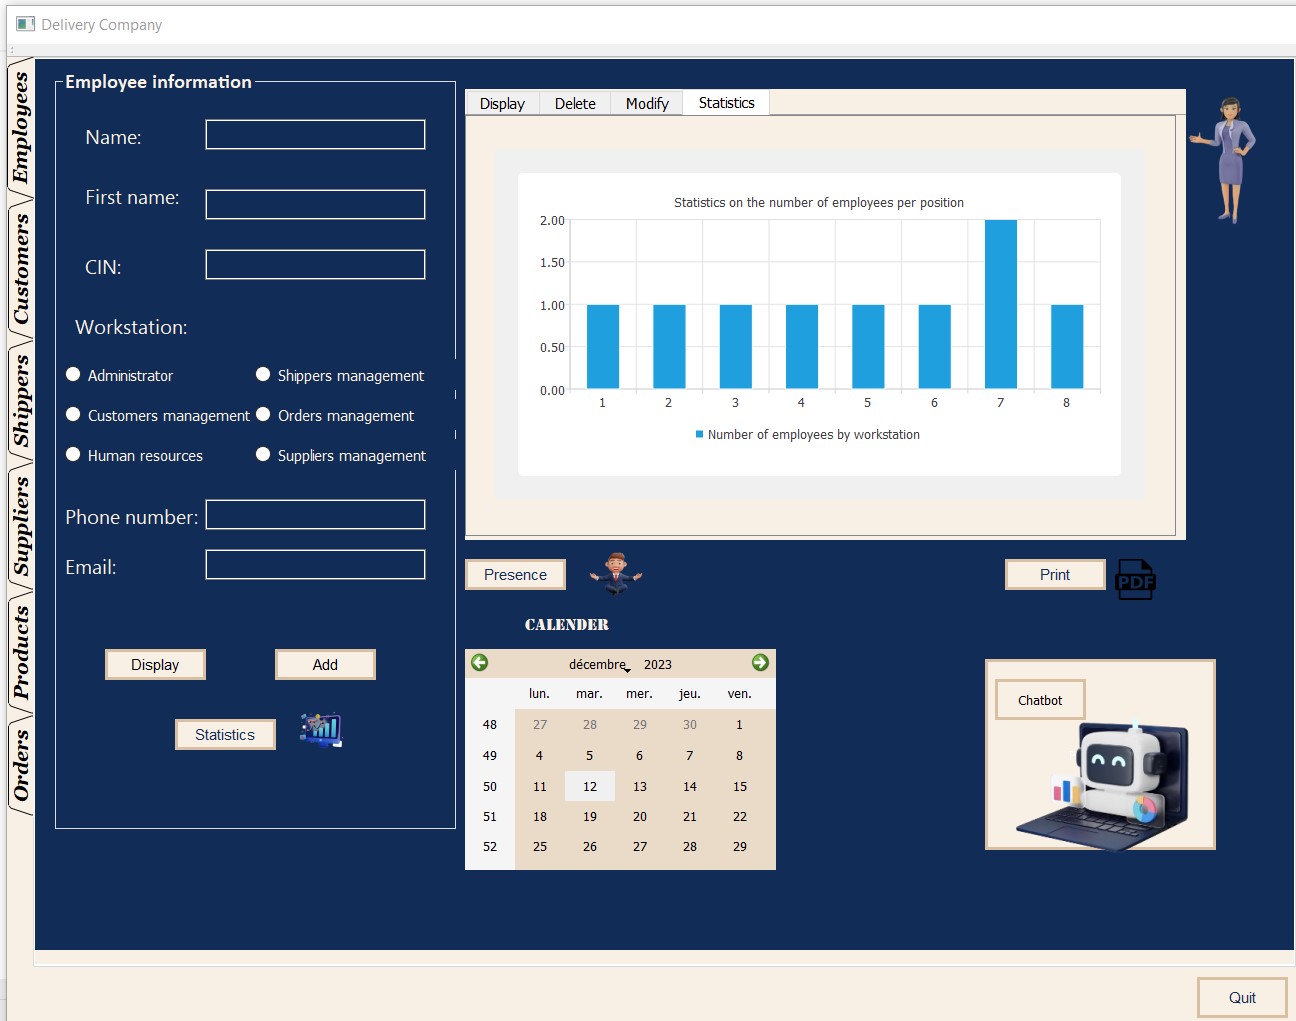 Delivery Company
Employees
Customers
Shippers
Suppliers
Products
Orders
Employee information
Name:
First name:
CIN:
Workstation:
Administrator
Shippers management
Customers management
Orders management
Human resources
Suppliers management
Phone number:
Email:
Display
Add
Statistics
Display
Delete
Modify
Statistics
Statistics on the number of employees per position
2.00
1.50
1.00
0.50
0.00
1 2 3 4 5 6 7 8
Number of employees by workstation
Presence
Print
PDF
CALENDER
décembre 2023
lun. mar. mer. jeu. ven.
48 27 28 29 30 1
49 4 5 6 7 8
50 11 12 13 14 15
51 18 19 20 21 22
52 25 26 27 28 29
Chatbot
Quit